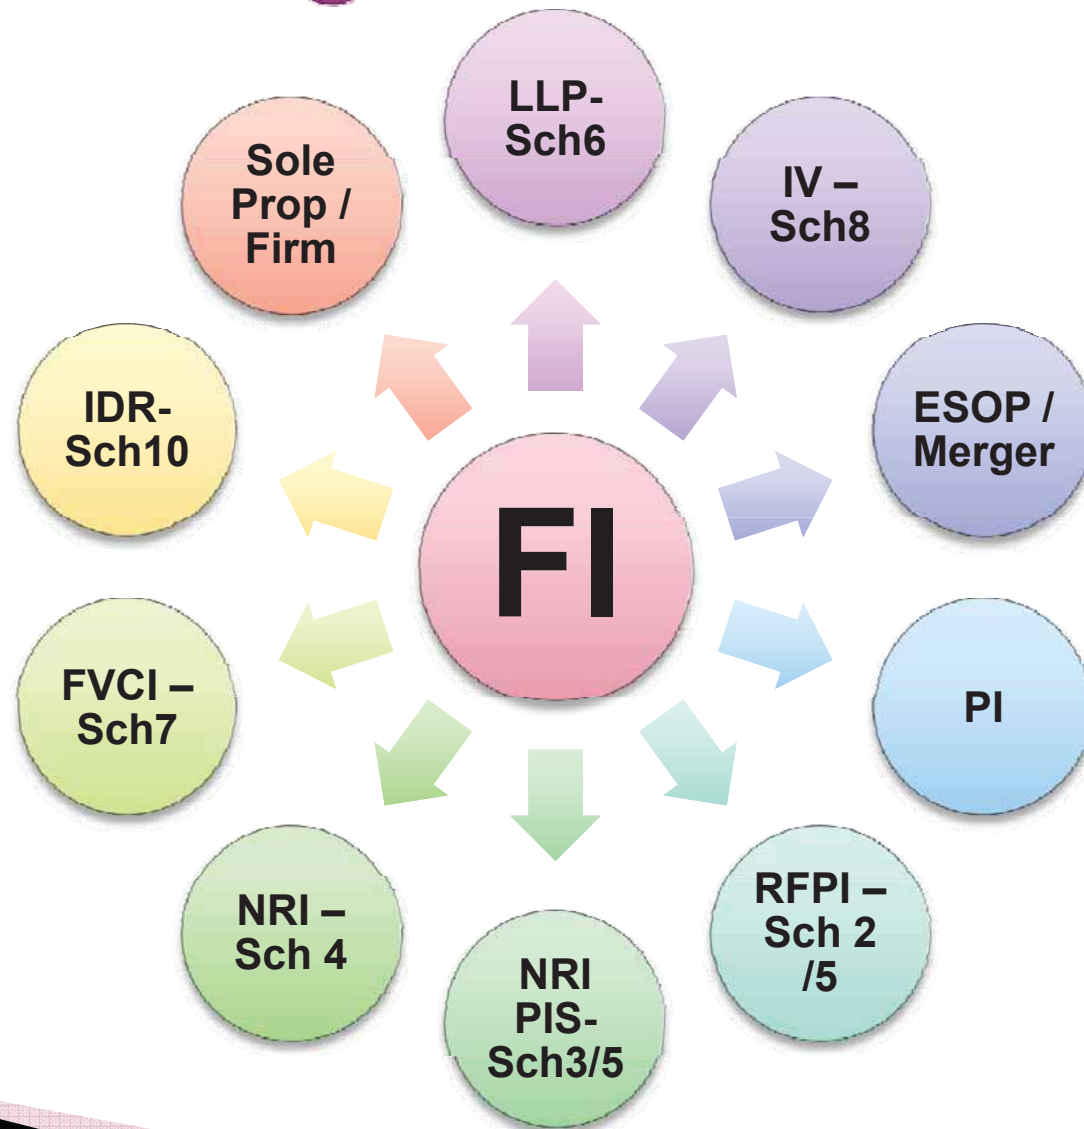 LLP-
Sch6
IV –
Sch8
ESOP /
Merger
PI
RFPI –
Sch 2
/5
NRI
PIS-
Sch3/5
NRI –
Sch 4
FVCI –
Sch7
IDR-
Sch10
Sole
Prop /
Firm
FI